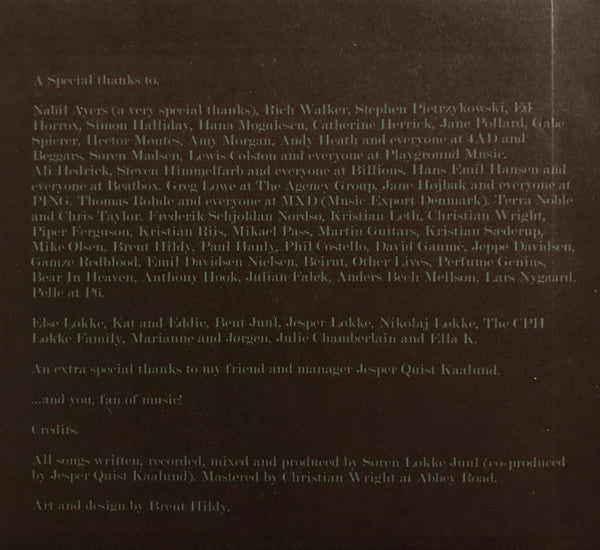 A Special thanks to.
Nabil Ayers (a very special thanks), Rich Walker, Stephen Pietrzykowski, Ed
Horrox, Simon Halliday, Hana Mogulesen, Catherine Herrick, Jane Pollard, Gabe
Spierer, Hector Montes, Amy Morgan, Andy Heath and everyone at 4AD and
Beggars, Søren Madsen, Lewis Colston and everyone at Playground Music.
Ali Hedrick, Steven Himmelfarb and everyone at Billions, Hans Emil Hansen and
everyone at Beatbox, Greg Lowe at The Agency Group, Jane Højbak and everyone at
PING, Thomas Rohde and everyone at MXD (Music Export Denmark), Terra Noble
and Chris Taylor, Frederik Schjoldan Nordsø, Kristian Leth, Christian Wright,
Piper Ferguson, Kristian Riis, Mikael Pass, Martin Guitars, Kristian Sæderup,
Mike Olsen, Brent Hildy, Paul Hanly, Phil Costello, David Gaumé, Jeppe Davidsen,
Gamze Redblood, Emil Davidsen Nielsen, Beirut, Other Lives, Perfume Genius,
Bear In Heaven, Anthony Hook, Julian Falek, Anders Bech Mellson, Lars Nygaard,
Pelle at P6.
Else Løkke, Kat and Eddie, Bent Juul, Jesper Løkke, Nikolaj Løkke, The CPH
Løkke Family, Marianne and Jørgen, Julie Chamberlain and Ella K.
An extra special thanks to my friend and manager Jesper Quist Kaalund.
...and you, fan of music!
Credits.
All songs written, recorded, mixed and produced by Søren Løkke Juul (co-produced
by Jesper Quist Kaalund). Mastered by Christian Wright at Abbey Road.
Art and design by Brent Hildy.